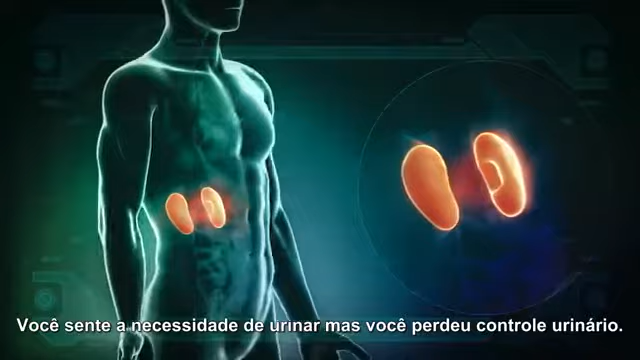 Você sente a necessidade de urinar mas você perdeu controle urinário.